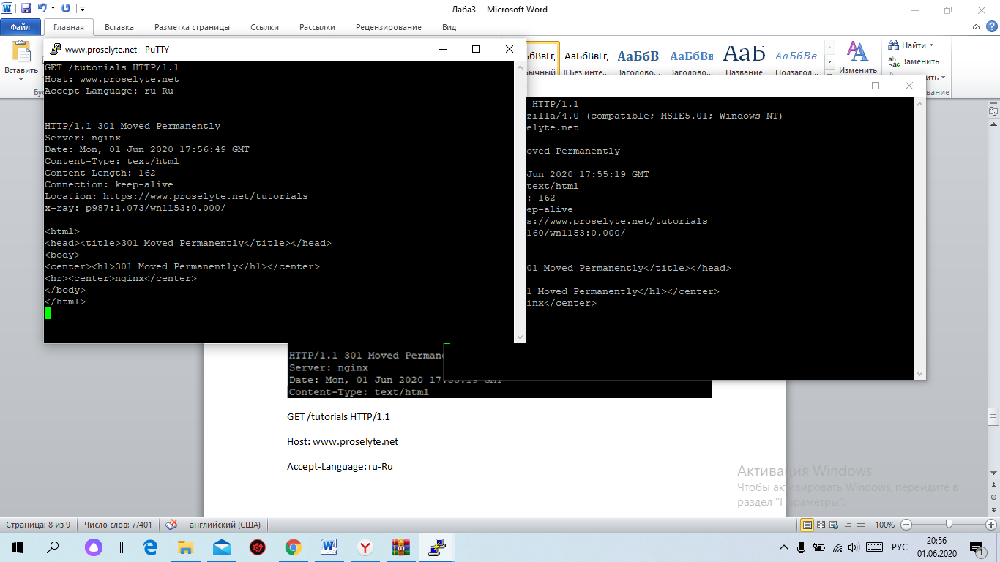 Лаба3 - Microsoft Word
Файл Главная Вставка Разметка страницы Ссылки Рассылки Рецензирование Вид
Вставить
АаБбВ: АаБбВв АаБ АаБбВв.
АаБбВвГг,
Без инте... Заголово... Заголово... Название Подзагол...
Изменить
Найти
Заменить
www.proselyte.net - PuTTY
GET /tutorials HTTP/1.1
Host: www.proselyte.net
Accept-Language: ru-Ru
HTTP/1.1 301 Moved Permanently
Server: nginx
Date: Mon, 01 Jun 2020 17:56:49 GMT
Content-Type: text/html
Content-Length: 162
Connection: keep-alive
Location: https://www.proselyte.net/tutorials
x-ray: p987:1.073/wn1153:0.000/
<html>
<head><title>301 Moved Permanently</title></head>
<body>
<center><h1>301 Moved Permanently</h1></center>
<hr><center>nginx</center>
</body>
</html>
HTTP/1.1
zilla/4.0 (compatible; MSIE5.01; Windows NT)
elyte.net
oved Permanently
Jun 2020 17:55:19 GMT
text/html
: 162
ep-alive
s://www.proselyte.net/tutorials
160/wn1153:0.000/
01 Moved Permanently</title></head>
1 Moved Permanently</h1></center>
inx</center>
HTTP/1.1 301 Moved Perman
Server: nginx
Date: Mon, 01 Jun 2020 17:55:19 GMT
Content-Type: text/html
GET /tutorials HTTP/1.1
Host: www.proselyte.net
Accept-Language: ru-Ru
Активация Windows
Чтобы активировать Windows, перейдите в
раздел "Параметры".
Страница: 8 из 9 Число слов: 7/401 английский (США) 100%
РУС 20:56
01.06.2020
1